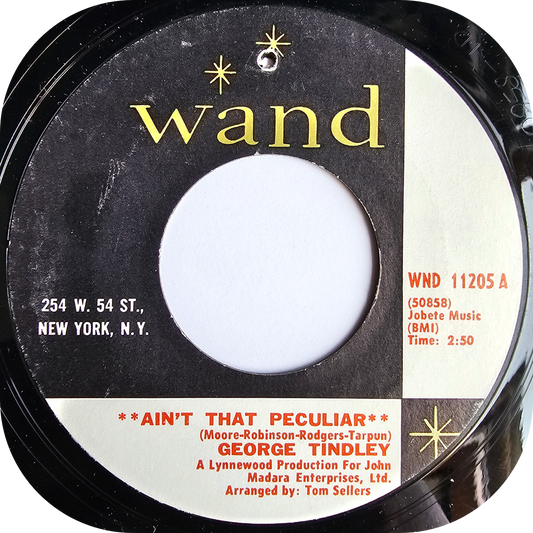 wand
254 W. 54 ST.,
NEW YORK, N.Y.
WND 11205 A
(50858)
Jobete Music
(BMI)
Time: 2:50
**AIN'T THAT PECULIAR**
(Moore-Robinson-Rodgers-Tarpun)
GEORGE TINDLEY
A Lynnewood Production For John
Madara Enterprises, Ltd.
Arranged by: Tom Sellers